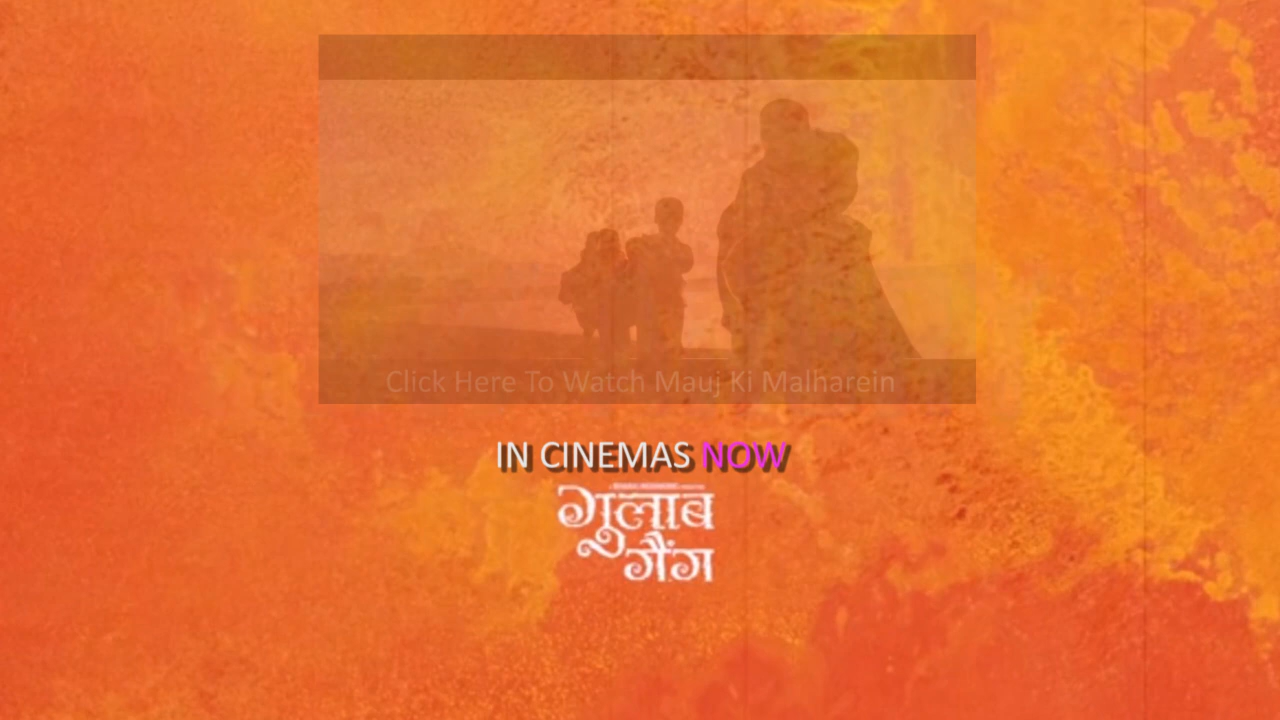 Click Here To Watch Mauj Ki Malharein
IN CINEMAS NOW
गुलाब
गैंग